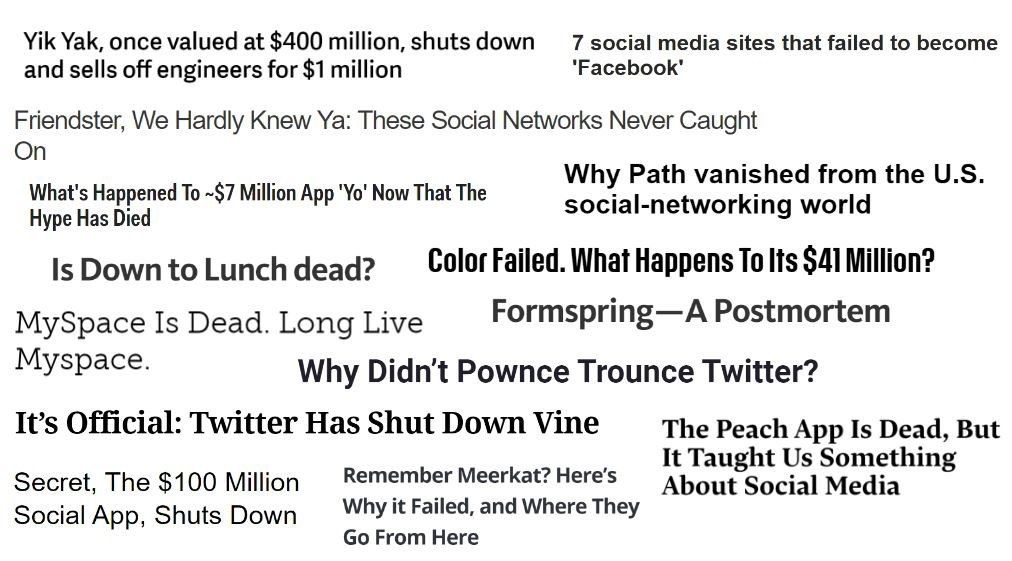 Yik Yak, once valued at $400 million, shuts down
and sells off engineers for $1 million
7 social media sites that failed to become
'Facebook'
Friendster, We Hardly Knew Ya: These Social Networks Never Caught
On
What's Happened To ~$7 Million App 'Yo' Now That The
Hype Has Died
Why Path vanished from the U.S.
social-networking world
Is Down to Lunch dead?
Color Failed. What Happens To Its $41 Million?
MySpace Is Dead. Long Live
Myspace.
Formspring—A Postmortem
Why Didn’t Pownce Trounce Twitter?
It’s Official: Twitter Has Shut Down Vine
The Peach App Is Dead, But
It Taught Us Something
About Social Media
Secret, The $100 Million
Social App, Shuts Down
Remember Meerkat? Here’s
Why it Failed, and Where They
Go From Here